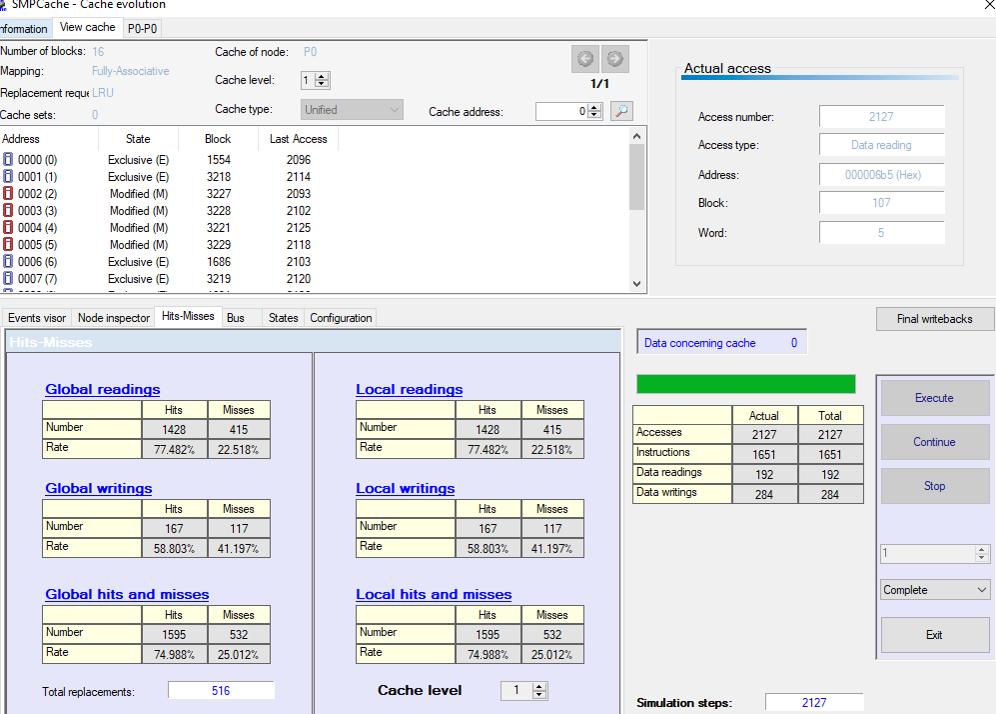 SMPCache - Cache evolution
nformation View cache P0-P0
Number of blocks: 16
Mapping: Fully-Associative
Replacement reque LRU
Cache sets: 0
Cache of node: P0
Cache level: 1
Cache type: Unified
1/1
Cache address: 0
Actual access
Access number: 2127
Access type: Data reading
Address: 000006b5 (Hex)
Block: 107
Word: 5
Address State Block Last Access
0000 (0) Exclusive (E) 1554 2096
0001 (1) Exclusive (E) 3218 2114
0002 (2) Modified (M) 3227 2093
0003 (3) Modified (M) 3228 2102
0004 (4) Modified (M) 3221 2125
0005 (5) Modified (M) 3229 2118
0006 (6) Exclusive (E) 1686 2103
0007 (7) Exclusive (E) 3219 2120
Events visor Node inspector Hits-Misses Bus States Configuration
Hits-Misses
Global readings
Hits Misses
Number 1428 415
Rate 77.482% 22.518%
Global writings
Hits Misses
Number 167 117
Rate 58.803% 41.197%
Global hits and misses
Hits Misses
Number 1595 532
Rate 74.988% 25.012%
Total replacements: 516
Local readings
Hits Misses
Number 1428 415
Rate 77.482% 22.518%
Local writings
Hits Misses
Number 167 117
Rate 58.803% 41.197%
Local hits and misses
Hits Misses
Number 1595 532
Rate 74.988% 25.012%
Cache level 1
Data concerning cache 0
Actual Total
Accesses 2127 2127
Instructions 1651 1651
Data readings 192 192
Data writings 284 284
Simulation steps: 2127
Final writebacks
Execute
Continue
Stop
1
Complete
Exit